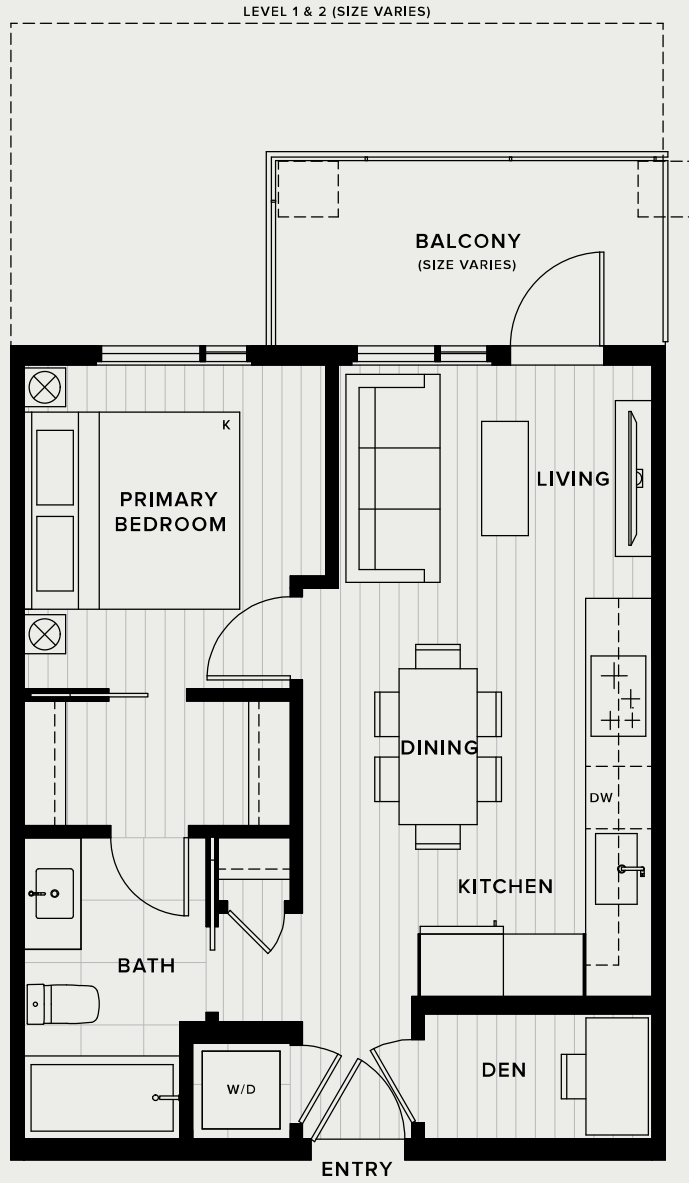 LEVEL 1 & 2 (SIZE VARIES)
BALCONY
(SIZE VARIES)
K
LIVING
PRIMARY
BEDROOM
DINING
DW
KITCHEN
BATH
DEN
W/D
ENTRY